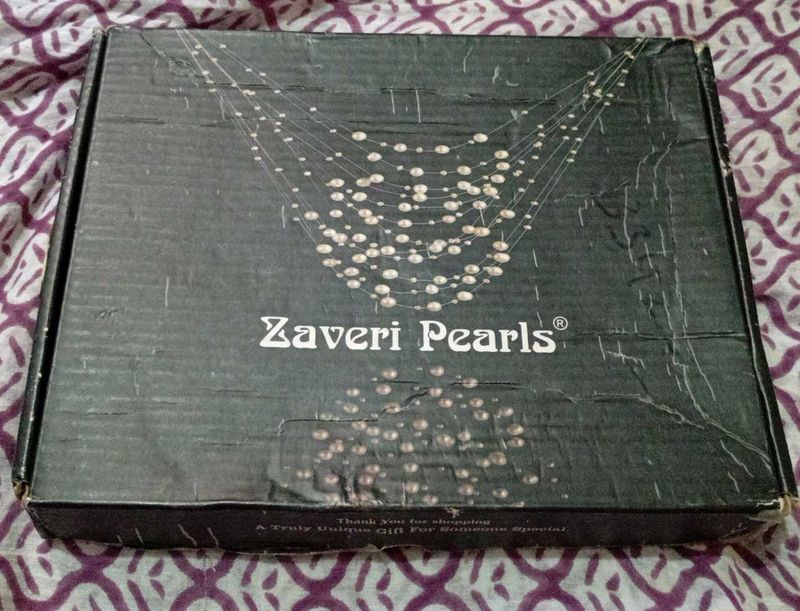 Zaveri Pearls®
Thank You for shopping
A Truly Unique Gift For Someone Special.